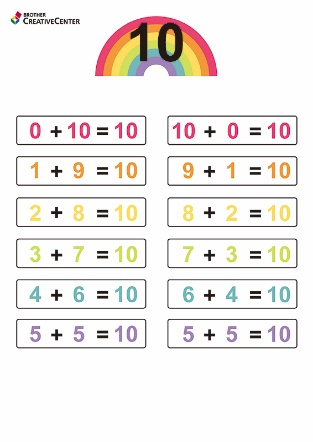 BROTHER
CREATIVECENTER
10
0 + 10 = 10
10 + 0 = 10
1 + 9 = 10
9 + 1 = 10
2 + 8 = 10
8 + 2 = 10
3 + 7 = 10
7 + 3 = 10
4 + 6 = 10
6 + 4 = 10
5 + 5 = 10
5 + 5 = 10